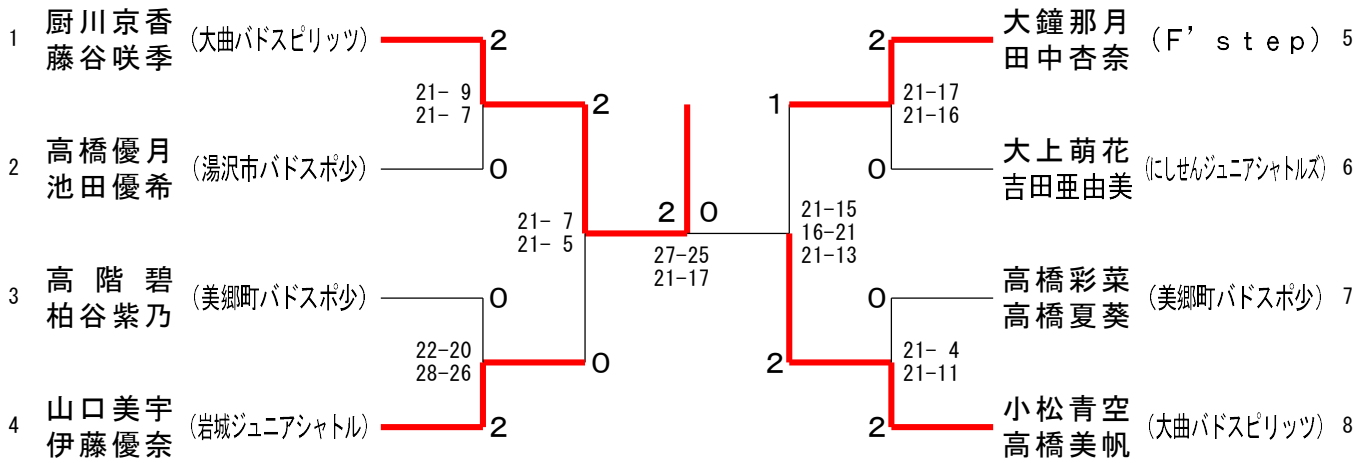 1 厨川京香 藤谷咲季 (大曲バドスピリッツ) 2
21- 9
21- 7
2 高橋優月 池田優希 (湯沢市バドスポ少) 0
2
21- 7
21- 5
3 高階碧 柏谷紫乃 (美郷町バドスポ少) 0
22-20
28-26
4 山口美宇 伊藤優奈 (岩城ジュニアシャトル) 2
0
2 0
27-25
21-17
2 大鐘那月 田中杏奈 (F' step) 5
21-17
21-16
0 大上萌花 吉田亜由美 (にしせんジュニアシャトルズ) 6
1
21-15
16-21
21-13
0 高橋彩菜 高橋夏葵 (美郷町バドスポ少) 7
21- 4
21-11
2 小松青空 高橋美帆 (大曲バドスピリッツ) 8
2